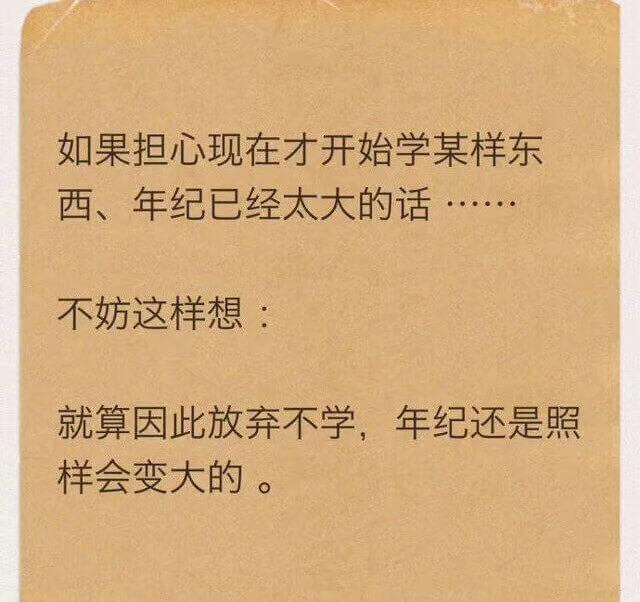 如果担心现在才开始学某样东
西、年纪已经太大的话 ……
不妨这样想 ：
就算因此放弃不学，年纪还是照
样会变大的 。